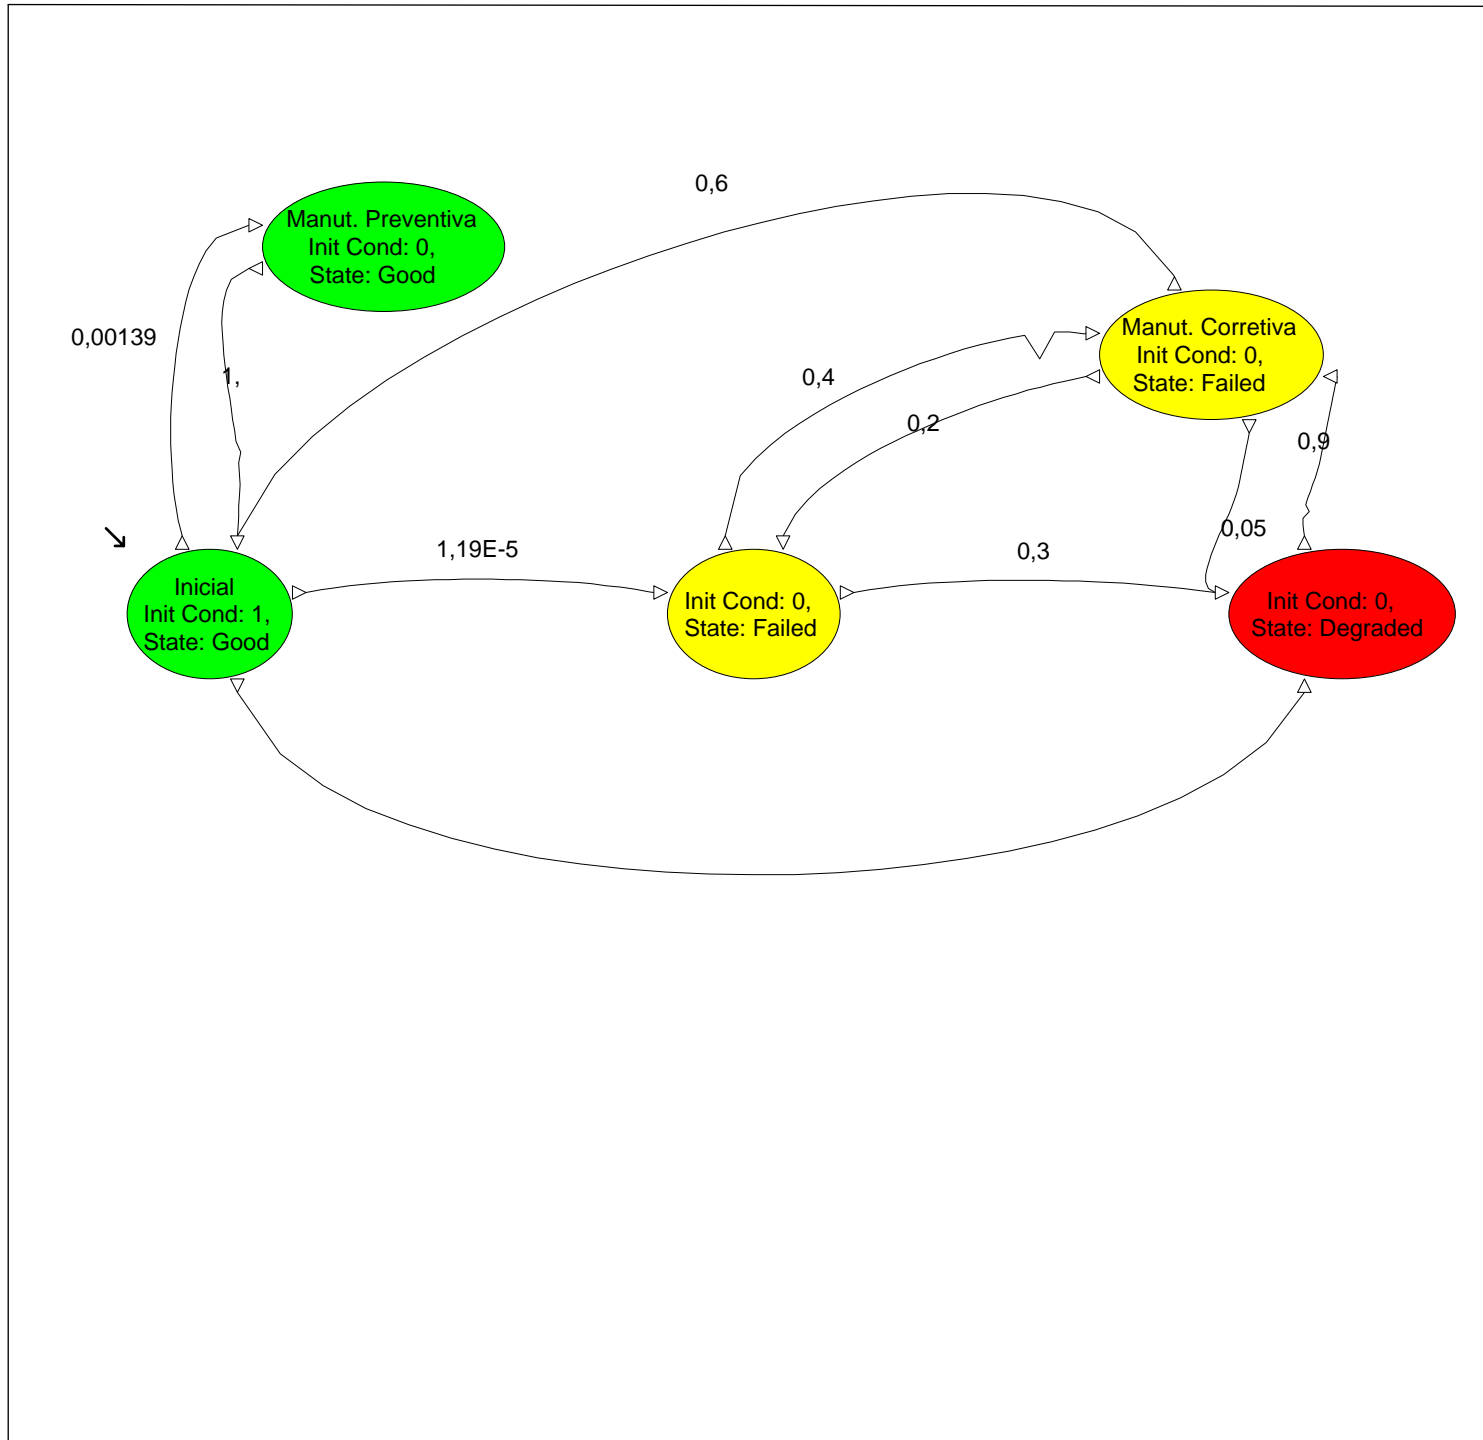 0,6
Manut. Preventiva
Init Cond: 0,
State: Good
0,00139
1,
Manut. Corretiva
Init Cond: 0,
State: Failed
0,4
0,2
0,9
0,05
1,19E-5
0,3
Inicial
Init Cond: 1,
State: Good
Init Cond: 0,
State: Failed
Init Cond: 0,
State: Degraded